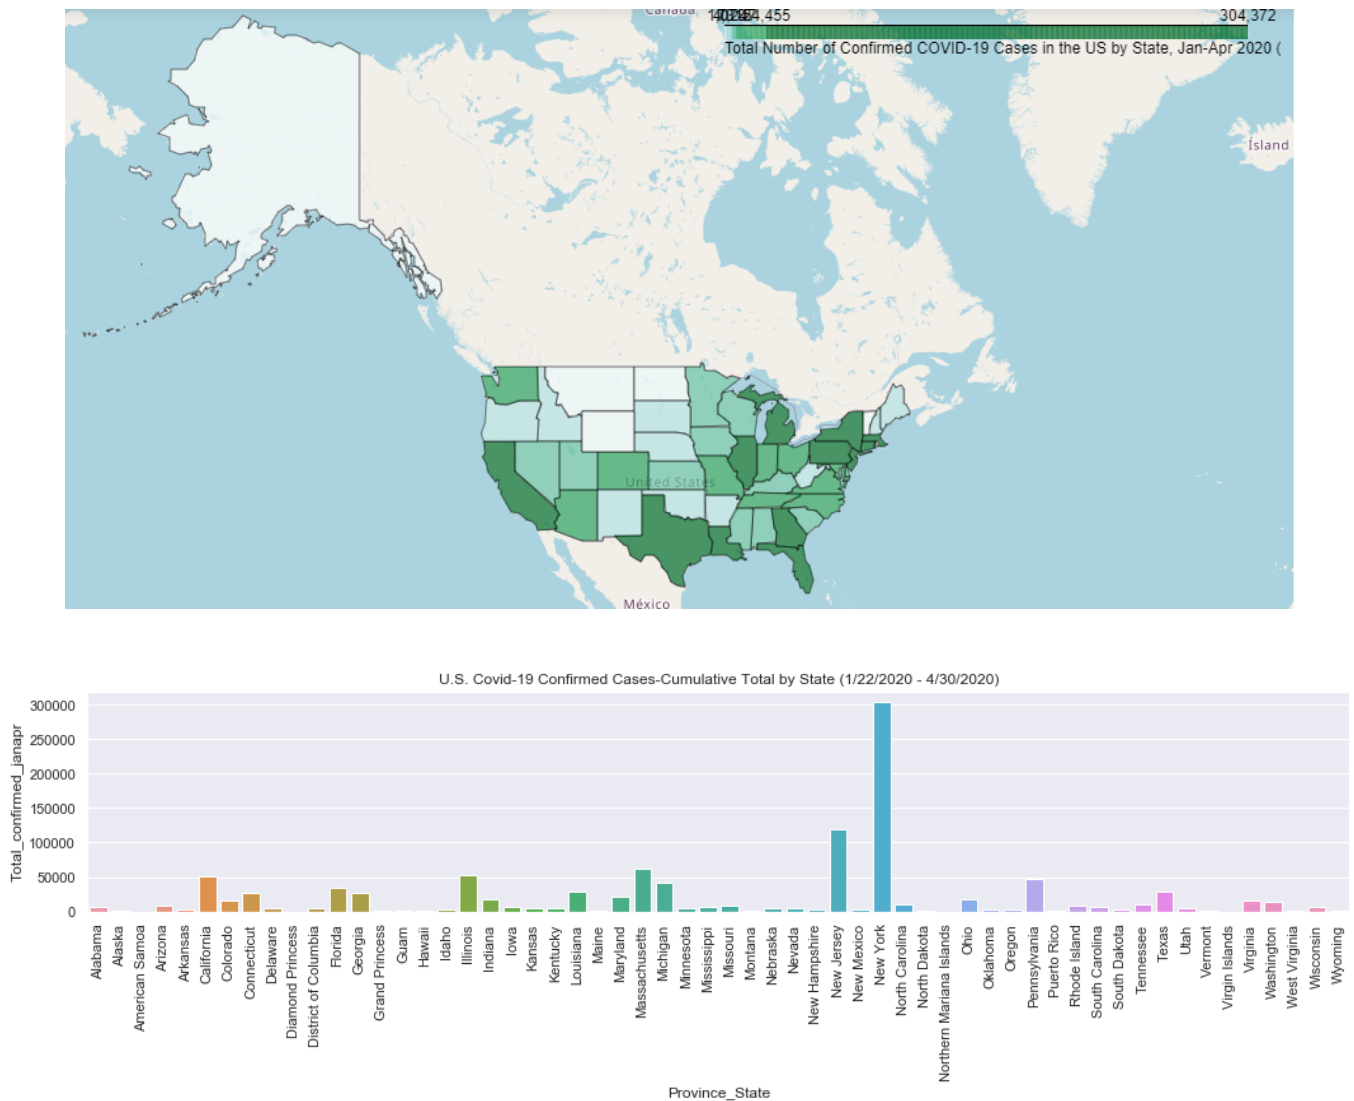 Canada
24,455 304,372
Total Number of Confirmed COVID-19 Cases in the US by State, Jan-Apr 2020 (
Ísland
United States
México
U.S. Covid-19 Confirmed Cases-Cumulative Total by State (1/22/2020 - 4/30/2020)
Total_confirmed_janapr
300000
250000
200000
150000
100000
50000
0
Alabama
Alaska
American Samoa
Arizona
Arkansas
California
Colorado
Connecticut
Delaware
Diamond Princess
District of Columbia
Florida
Georgia
Grand Princess
Guam
Hawaii
Idaho
Illinois
Indiana
Iowa
Kansas
Kentucky
Louisiana
Maine
Maryland
Massachusetts
Michigan
Minnesota
Mississippi
Missouri
Montana
Nebraska
Nevada
New Hampshire
New Jersey
New Mexico
New York
North Carolina
North Dakota
Northern Mariana Islands
Ohio
Oklahoma
Oregon
Pennsylvania
Puerto Rico
Rhode Island
South Carolina
South Dakota
Tennessee
Texas
Utah
Vermont
Virgin Islands
Virginia
Washington
West Virginia
Wisconsin
Wyoming
Province_State